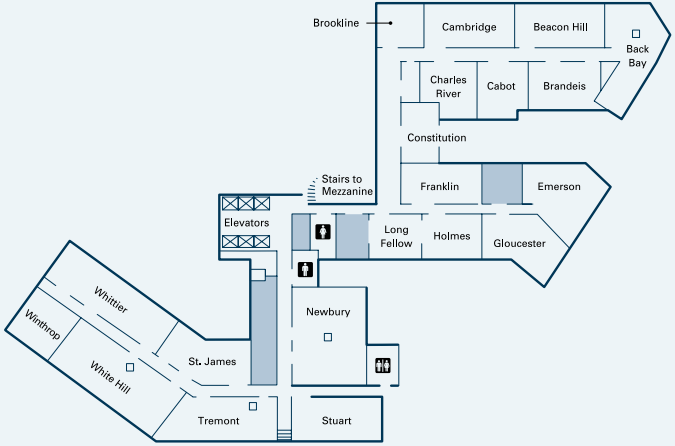 Brookline
Cambridge
Beacon Hill
Back
Bay
Charles
River
Cabot
Brandeis
Constitution
Stairs to
Mezzanine
Franklin
Emerson
Elevators
Long
Fellow
Holmes
Gloucester
Whittier
Newbury
Winthrop
White Hill
St. James
Tremont
Stuart